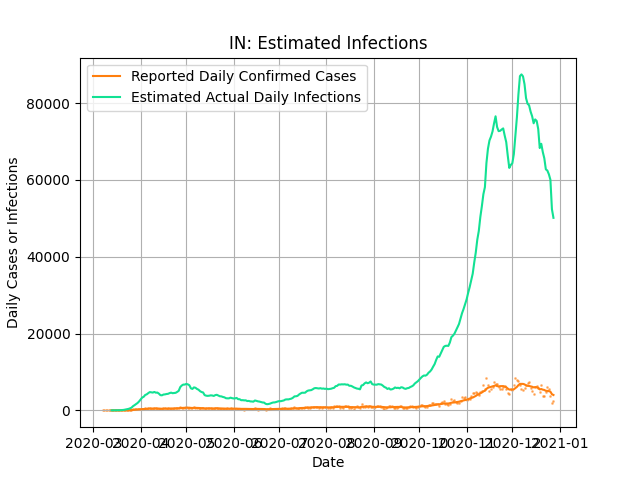 IN: Estimated Infections
Reported Daily Confirmed Cases
Estimated Actual Daily Infections
80000
60000
40000
20000
0
Daily Cases or Infections
2020-03 2020-04 2020-05 2020-06 2020-07 2020-08 2020-09 2020-10 2020-11 2020-12 2021-01
Date